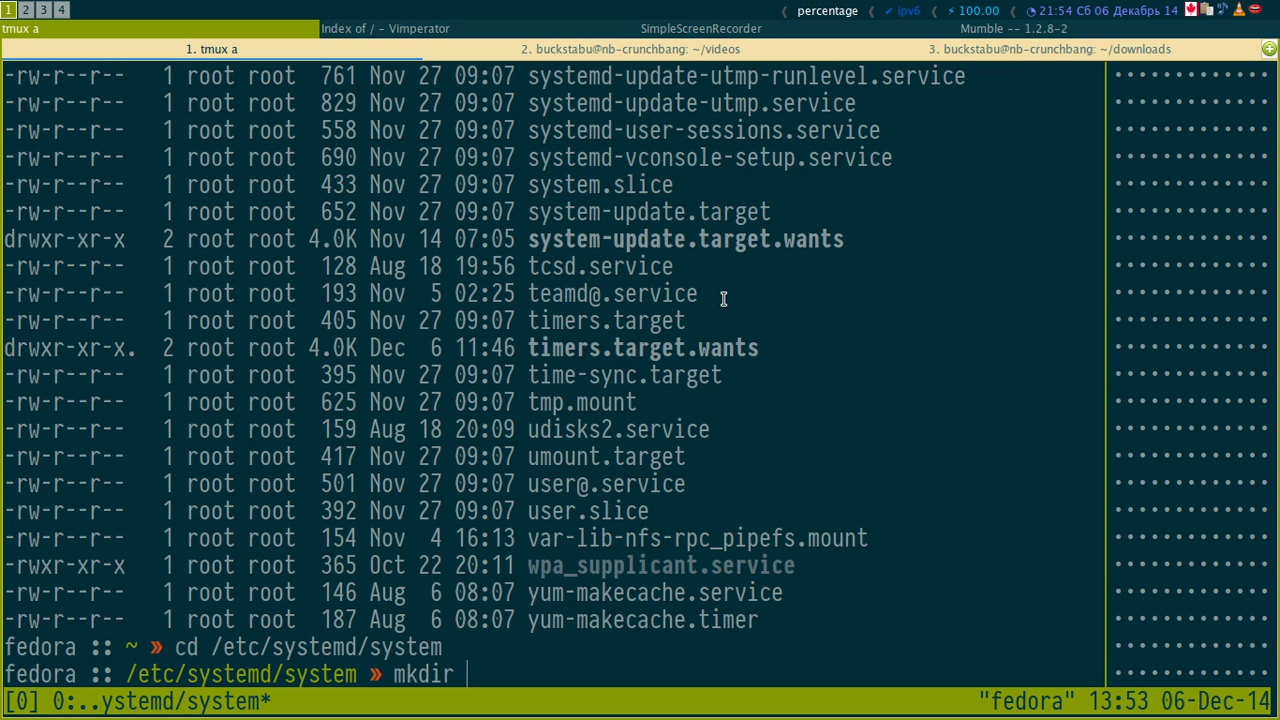 1 2 3 4 percentage ✔ ipv6 ⚡ 100.00 21:54 Сб 06 Декабрь 14
tmux a Index of / - Vimperator SimpleScreenRecorder Mumble -- 1.2.8-2
1. tmux a 2. buckstabu@nb-crunchbang: ~/videos 3. buckstabu@nb-crunchbang: ~/downloads
-rw-r--r-- 1 root root 761 Nov 27 09:07 systemd-update-utmp-runlevel.service
-rw-r--r-- 1 root root 829 Nov 27 09:07 systemd-update-utmp.service
-rw-r--r-- 1 root root 558 Nov 27 09:07 systemd-user-sessions.service
-rw-r--r-- 1 root root 690 Nov 27 09:07 systemd-vconsole-setup.service
-rw-r--r-- 1 root root 433 Nov 27 09:07 system.slice
-rw-r--r-- 1 root root 652 Nov 27 09:07 system-update.target
drwxr-xr-x 2 root root 4.0K Nov 14 07:05 system-update.target.wants
-rw-r--r-- 1 root root 128 Aug 18 19:56 tcsd.service
-rw-r--r-- 1 root root 193 Nov 5 02:25 teamd@.service
-rw-r--r-- 1 root root 405 Nov 27 09:07 timers.target
drwxr-xr-x. 2 root root 4.0K Dec 6 11:46 timers.target.wants
-rw-r--r-- 1 root root 395 Nov 27 09:07 time-sync.target
-rw-r--r-- 1 root root 625 Nov 27 09:07 tmp.mount
-rw-r--r-- 1 root root 159 Aug 18 20:09 udisks2.service
-rw-r--r-- 1 root root 417 Nov 27 09:07 umount.target
-rw-r--r-- 1 root root 501 Nov 27 09:07 user@.service
-rw-r--r-- 1 root root 392 Nov 27 09:07 user.slice
-rw-r--r-- 1 root root 154 Nov 4 16:13 var-lib-nfs-rpc_pipefs.mount
-rwxr-xr-x 1 root root 365 Oct 22 20:11 wpa_supplicant.service
-rw-r--r-- 1 root root 146 Aug 6 08:07 yum-makecache.service
-rw-r--r-- 1 root root 187 Aug 6 08:07 yum-makecache.timer
fedora :: ~ » cd /etc/systemd/system
fedora :: /etc/systemd/system » mkdir
[0] 0:..ystemd/system* "fedora" 13:53 06-Dec-14